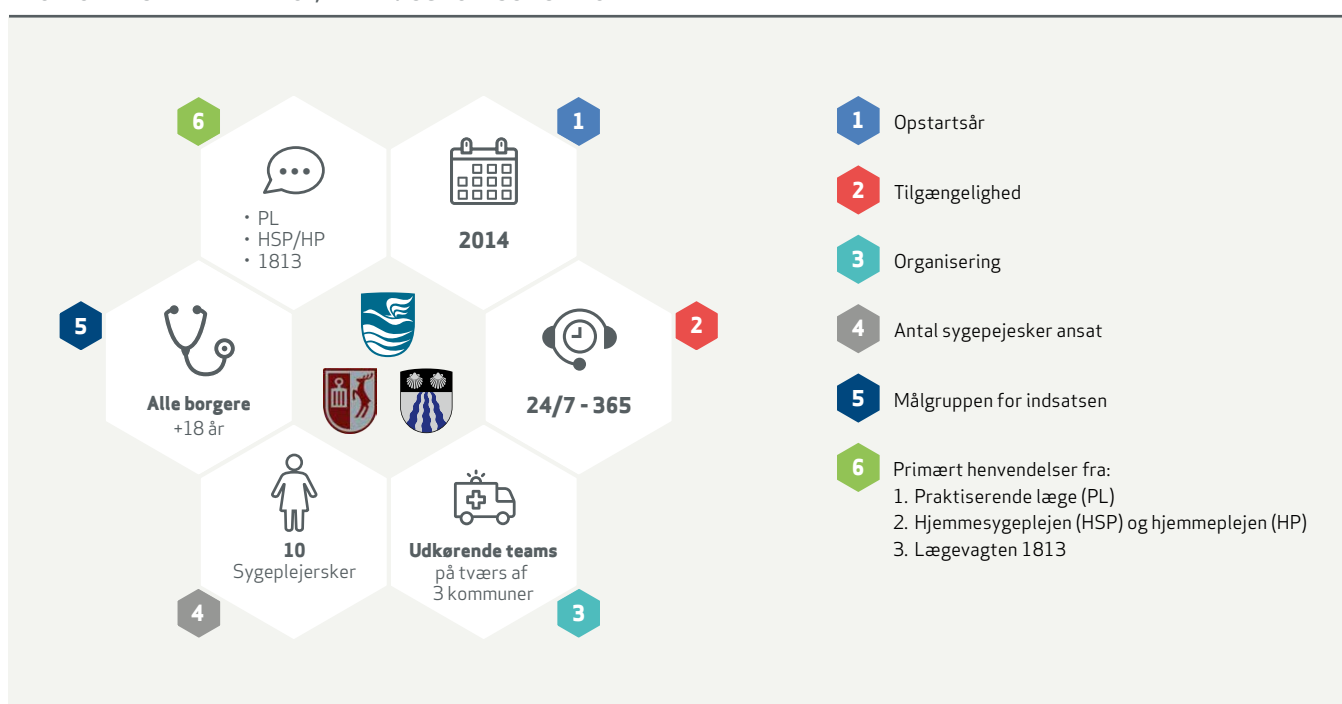 6
1
• PL
• HSP/HP
• 1813
2014
5
2
Alle borgere
+18 år
24/7 - 365
10
Sygeplejersker
Udkørende teams
på tværs af
3 kommuner
4
3
1 Opstartsår
2 Tilgængelighed
3 Organisering
4 Antal sygepejesker ansat
5 Målgruppen for indsatsen
6 Primært henvendelser fra:
1. Praktiserende læge (PL)
2. Hjemmesygeplejen (HSP) og hjemmeplejen (HP)
3. Lægevagten 1813